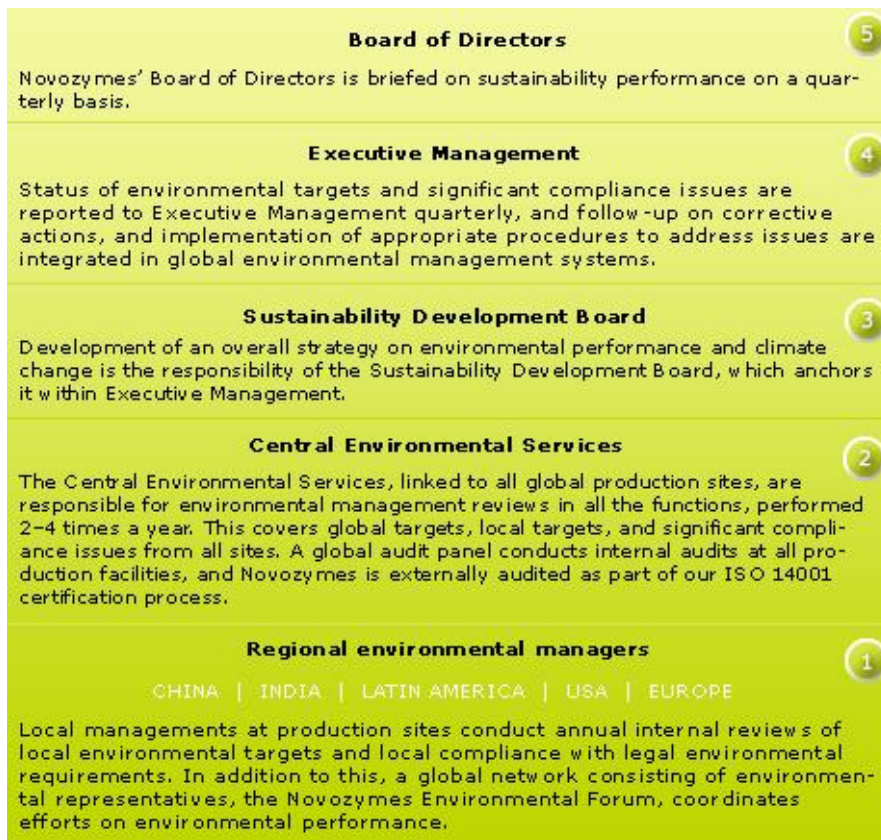 Board of Directors
5
Novozymes' Board of Directors is briefed on sustainability performance on a quar-
terly basis.
Executive Management
4
Status of environmental targets and significant compliance issues are
reported to Executive Management quarterly, and follow-up on corrective
actions, and implementation of appropriate procedures to address issues are
integrated in global environmental management systems.
Sustainability Development Board
3
Development of an overall strategy on environmental performance and climate
change is the responsibility of the Sustainability Development Board, which anchors
it within Executive Management.
Central Environmental Services
2
The Central Environmental Services, linked to all global production sites, are
responsible for environmental management reviews in all the functions, performed
2–4 times a year. This covers global targets, local targets, and significant compli-
ance issues from all sites. A global audit panel conducts internal audits at all pro-
duction facilities, and Novozymes is externally audited as part of our ISO 14001
certification process.
Regional environmental managers
1
CHINA | INDIA | LATIN AMERICA | USA | EUROPE
Local managements at production sites conduct annual internal reviews of
local environmental targets and local compliance with legal environmental
requirements. In addition to this, a global network consisting of environmen-
tal representatives, the Novozymes Environmental Forum, coordinates
efforts on environmental performance.